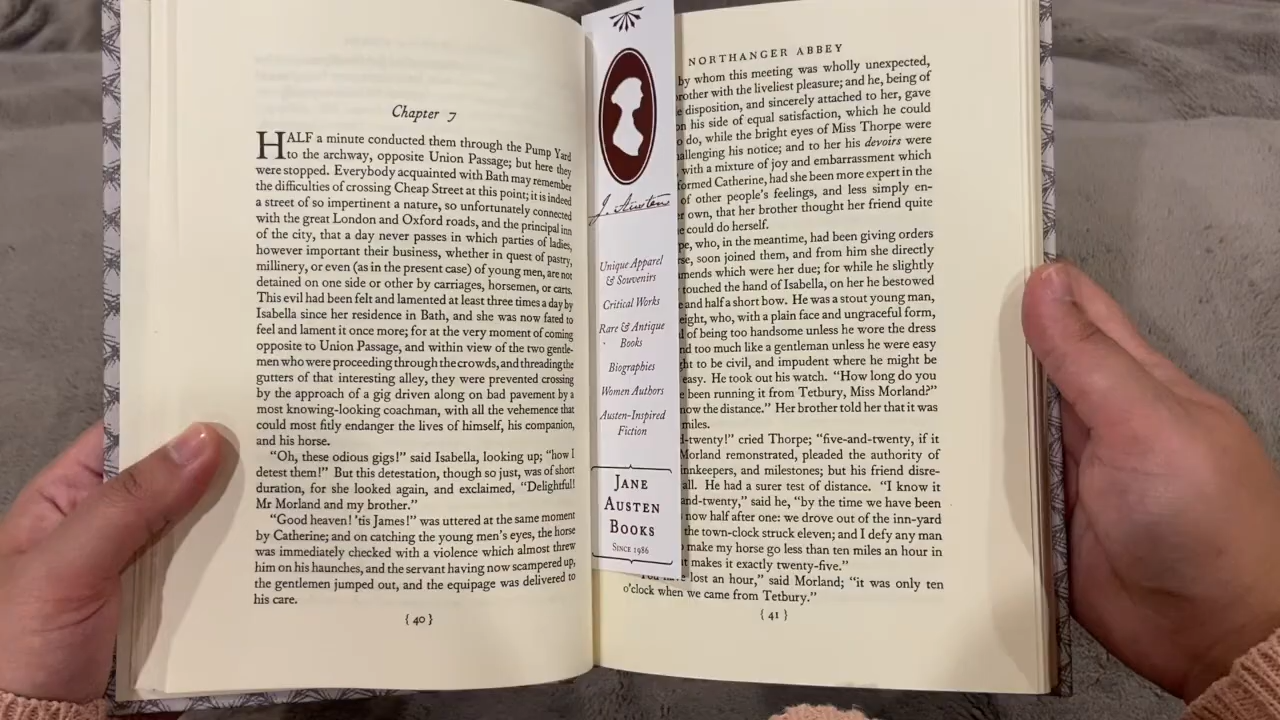 Chapter 7
HALF a minute conducted them through the Pump Yard
to the archway, opposite Union Passage; but here they
were stopped. Everybody acquainted with Bath may remember
the difficulties of crossing Cheap Street at this point; it is indeed
a street of so impertinent a nature, so unfortunately connected
with the great London and Oxford roads, and the principal inn
of the city, that a day never passes in which parties of ladies,
however important their business, whether in quest of pastry,
millinery, or even (as in the present case) of young men, are not
detained on one side or other by carriages, horsemen, or carts.
This evil had been felt and lamented at least three times a day by
Isabella since her residence in Bath, and she was now fated to
feel and lament it once more; for at the very moment of coming
opposite to Union Passage, and within view of the two gentle-
men who were proceeding through the crowds, and threading the
gutters of that interesting alley, they were prevented crossing
by the approach of a gig driven along on bad pavement by a
most knowing-looking coachman, with all the vehemence that
could most fitly endanger the lives of himself, his companion,
and his horse.
“Oh, these odious gigs!” said Isabella, looking up; “how I
detest them!” But this detestation, though so just, was of short
duration, for she looked again, and exclaimed, “Delightful!
Mr Morland and my brother.”
“Good heaven! 'tis James!” was uttered at the same moment
by Catherine; and on catching the young men's eyes, the horse
was immediately checked with a violence which almost threw
him on his haunches, and the servant having now scampered up,
the gentlemen jumped out, and the equipage was delivered to
his care.
{ 40 }
J. Austen
Unique Apparel
& Souvenirs
Critical Works
Rare & Antique
Books
Biographies
Women Authors
Austen-Inspired
Fiction
JANE
AUSTEN
BOOKS
SINCE 1986
NORTHANGER ABBEY
by whom this meeting was wholly unexpected,
rother with the liveliest pleasure; and he, being of
e disposition, and sincerely attached to her, gave
on his side of equal satisfaction, which he could
o do, while the bright eyes of Miss Thorpe were
hallenging his notice; and to her his devoirs were
with a mixture of joy and embarrassment which
formed Catherine, had she been more expert in the
of other people's feelings, and less simply en-
er own, that her brother thought her friend quite
e could do herself.
pe, who, in the meantime, had been giving orders
rse, soon joined them, and from him she directly
mends which were her due; for while he slightly
touched the hand of Isabella, on her he bestowed
e and half a short bow. He was a stout young man,
eight, who, with a plain face and ungraceful form,
l of being too handsome unless he wore the dress
nd too much like a gentleman unless he were easy
ht to be civil, and impudent where he might be
easy. He took out his watch. “How long do you
e been running it from Tetbury, Miss Morland?”
now the distance.” Her brother told her that it was
miles.
d-twenty!” cried Thorpe; “five-and-twenty, if it
Morland remonstrated, pleaded the authority of
innkeepers, and milestones; but his friend disre-
all. He had a surer test of distance. “I know it
and-twenty,” said he, “by the time we have been
now half after one: we drove out of the inn-yard
the town-clock struck eleven; and I defy any man
make my horse go less than ten miles an hour in
t makes it exactly twenty-five.”
lost an hour,” said Morland; “it was only ten
o'clock when we came from Tetbury.”
{ 41 }